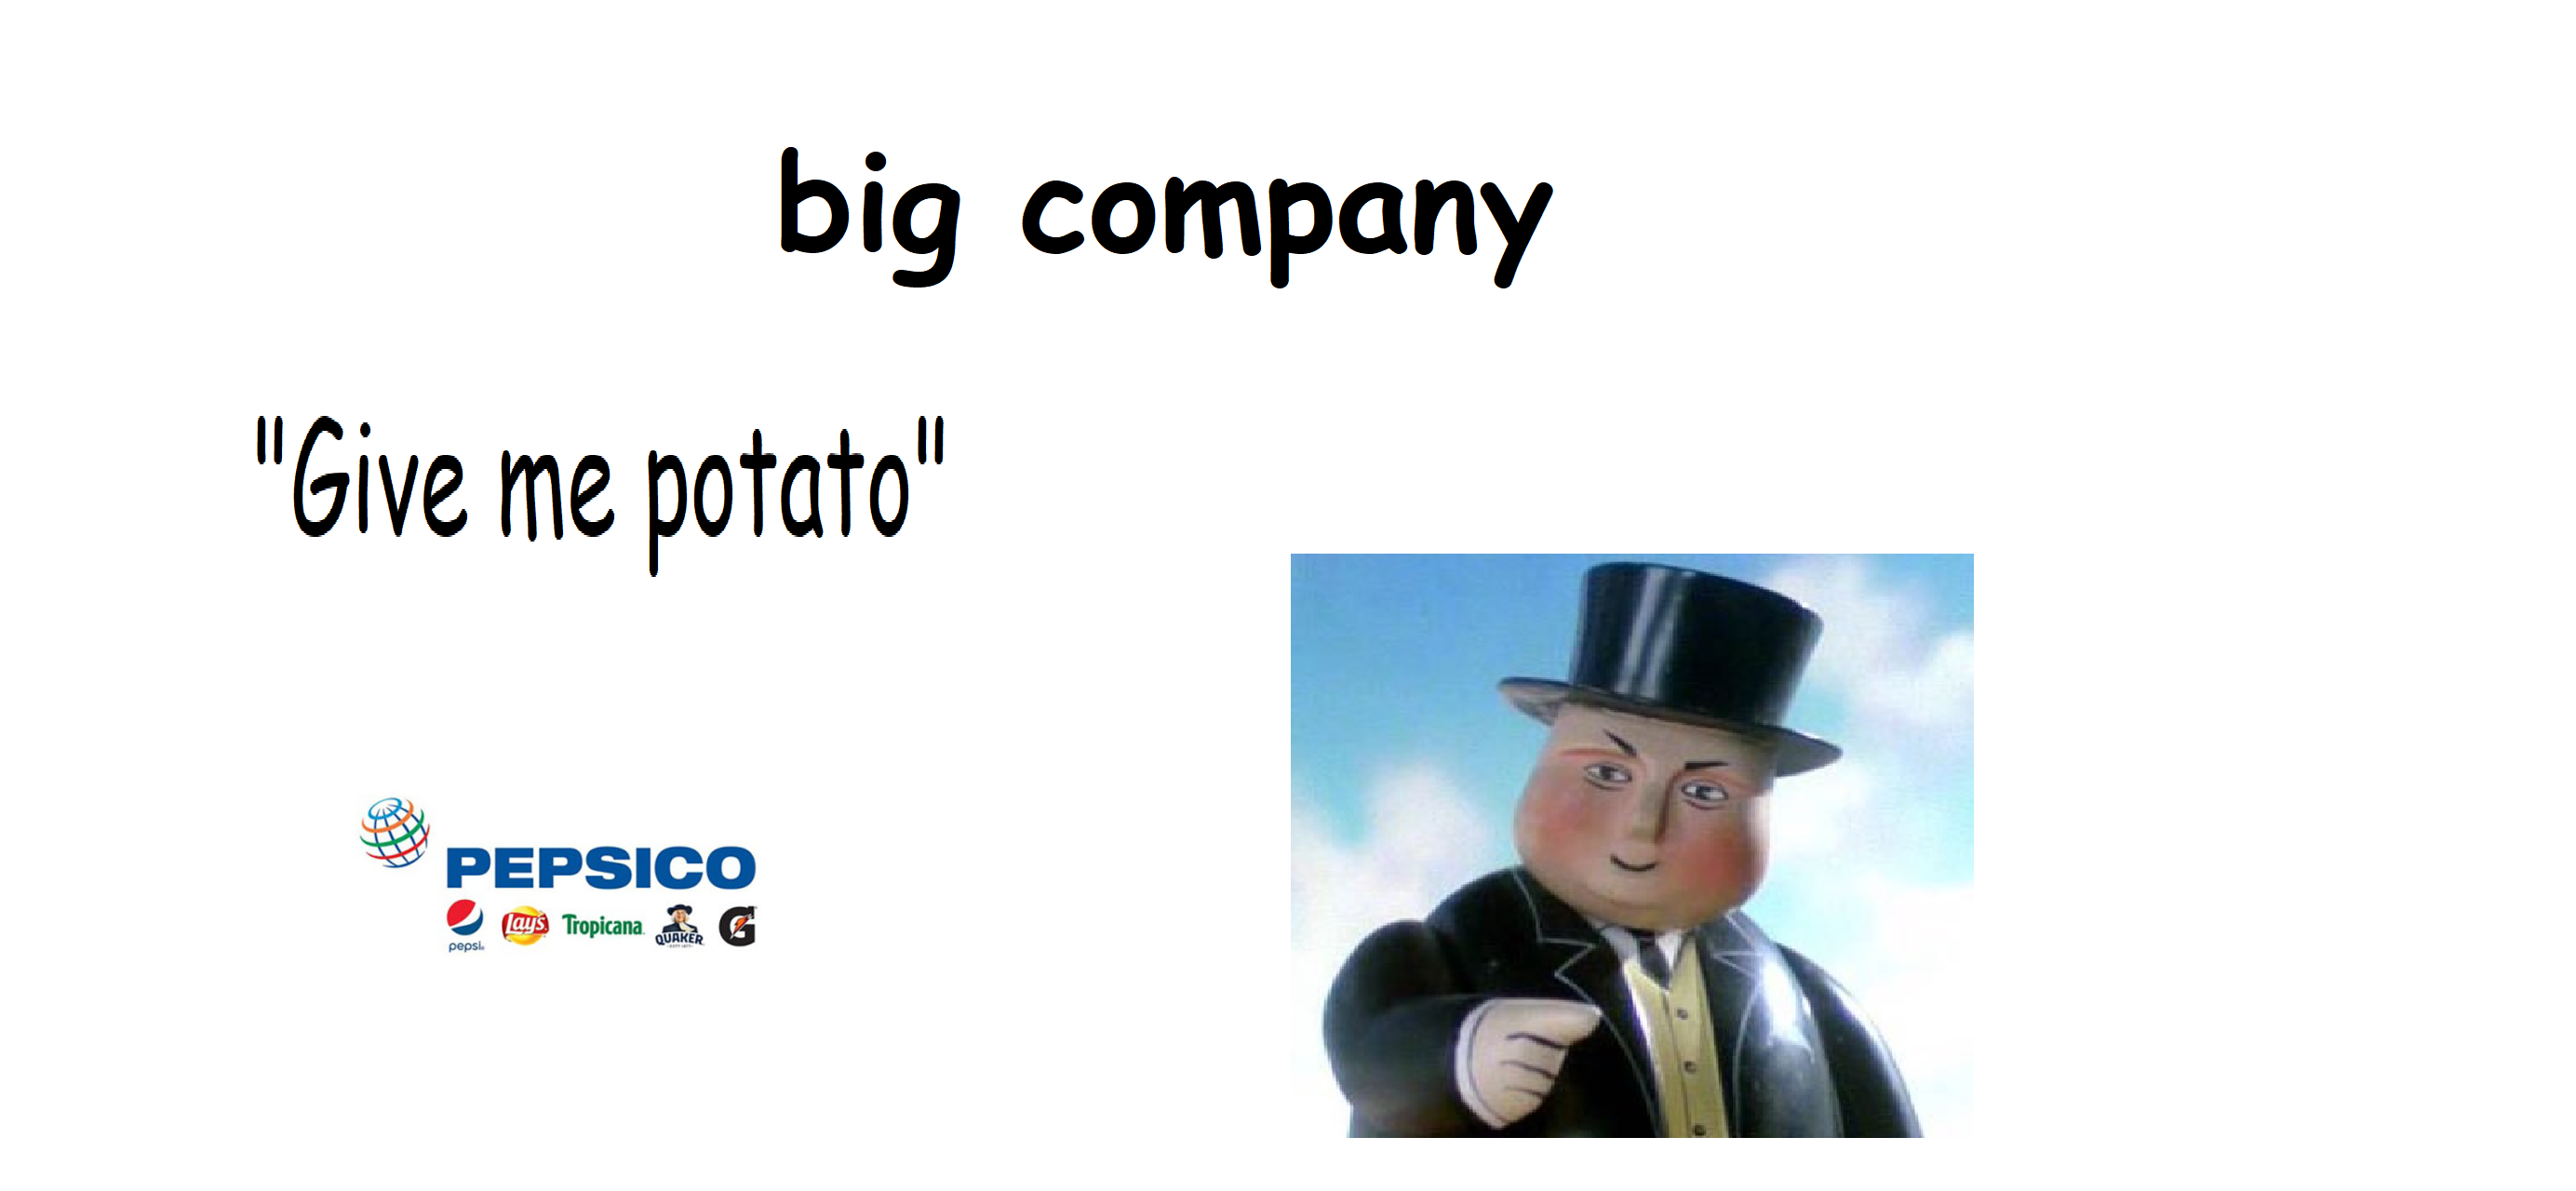 big company
"Give me potato"
PEPSICO
pepsi.
Lay's
Tropicana
QUAKER
G